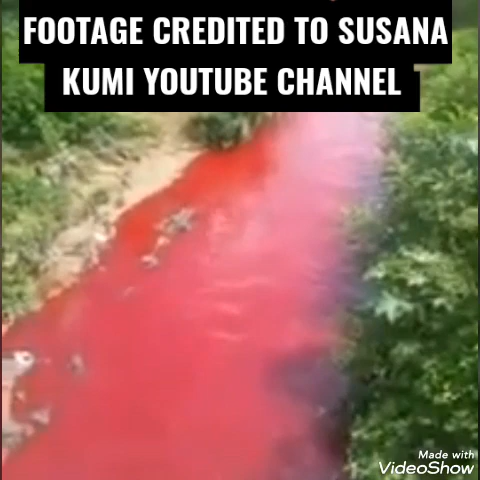 FOOTAGE CREDITED TO SUSANA
KUMI YOUTUBE CHANNEL
Made with
VideoShow